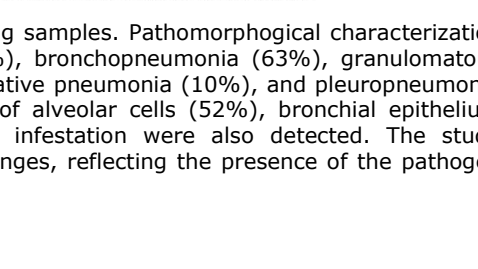 g samples. Pathomorphogical characterizatio
%), bronchopneumonia (63%), granulomato
ative pneumonia (10%), and pleuropneumon
of alveolar cells (52%), bronchial epitheliu
infestation were also detected. The stud
nges, reflecting the presence of the pathoge